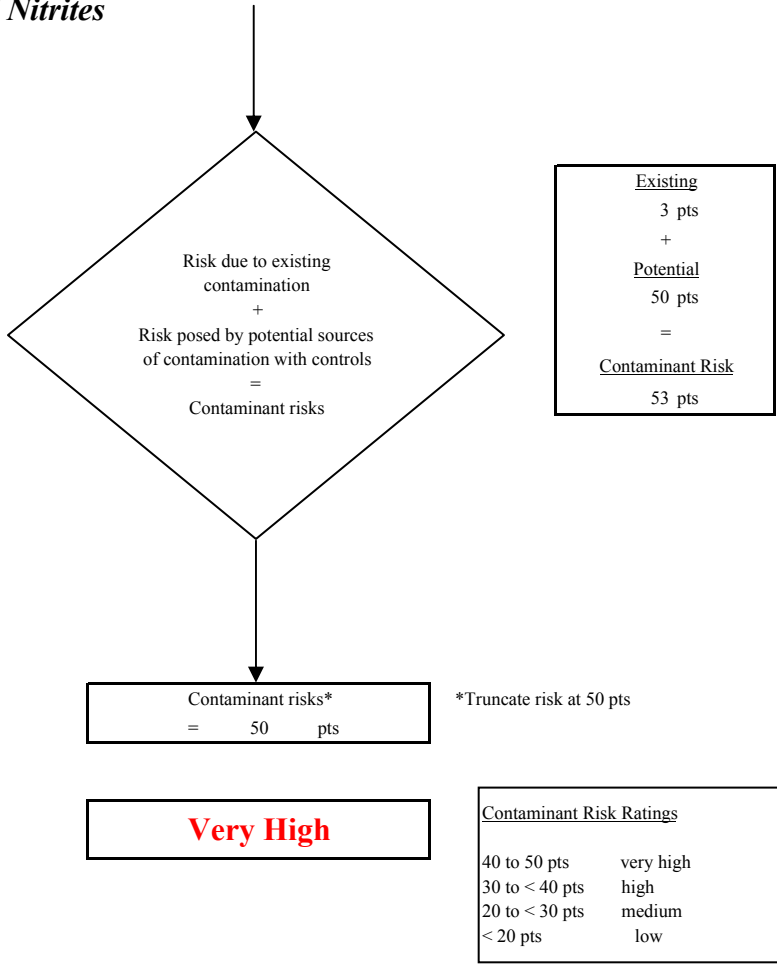 Nitrites
Risk due to existing
contamination
+
Risk posed by potential sources
of contamination with controls
=
Contaminant risks
Existing
3 pts
+
Potential
50 pts
=
Contaminant Risk
53 pts
Contaminant risks*
= 50 pts
*Truncate risk at 50 pts
Very High
Contaminant Risk Ratings
40 to 50 pts very high
30 to < 40 pts high
20 to < 30 pts medium
< 20 pts low